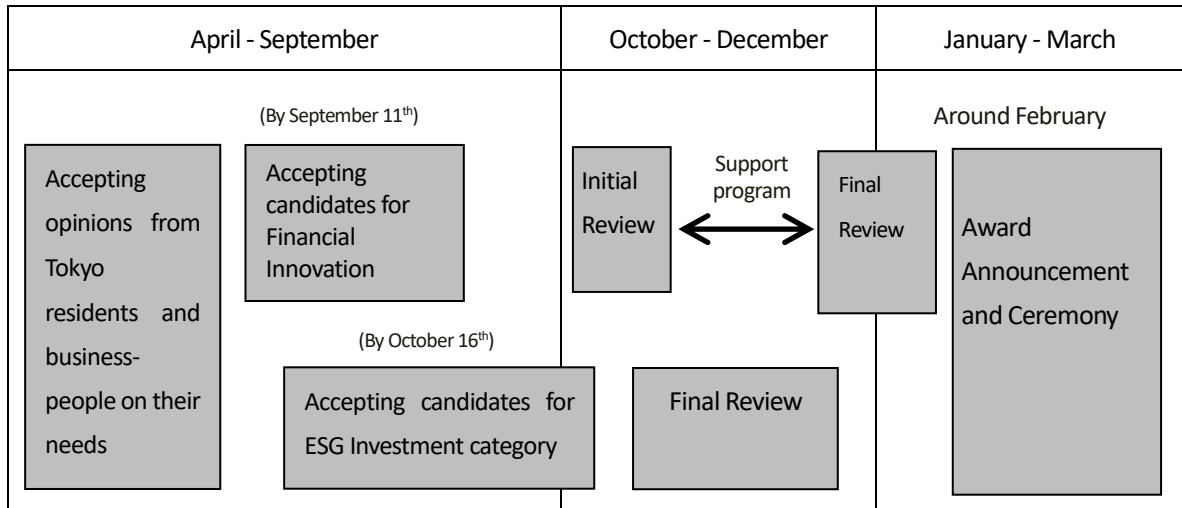 April - September
October - December
January - March
(By September 11th)
Around February
Accepting
opinions from
Tokyo
residents and
business-
people on their
needs
Accepting
candidates for
Financial
Innovation
Initial
Review
Support
program
Final
Review
Award
Announcement
and Ceremony
(By October 16th)
Accepting candidates for
ESG Investment category
Final Review